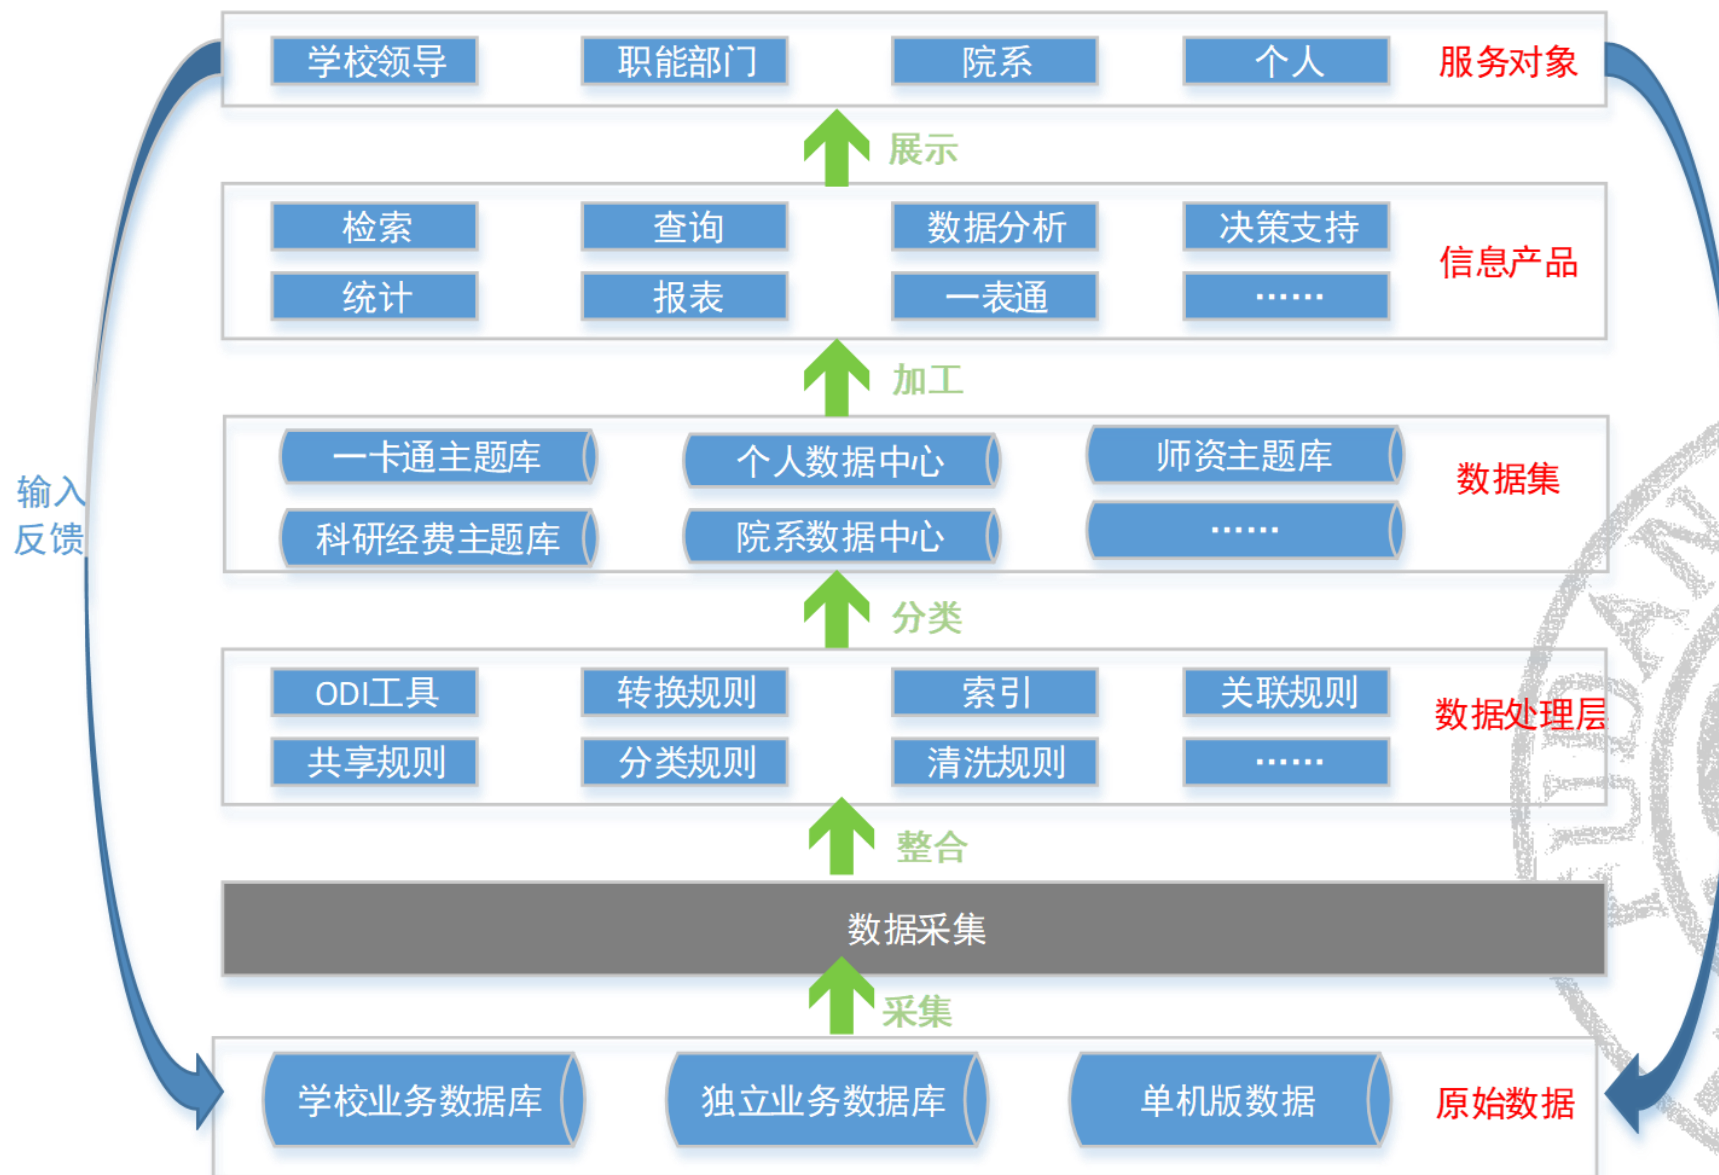 学校领导 职能部门 院系 个人 服务对象
展示
检索 查询 数据分析 决策支持
信息产品
统计 报表 一表通 ……
加工
一卡通主题库 个人数据中心 师资主题库
数据集
科研经费主题库 院系数据中心 ……
输入
反馈
分类
ODI工具 转换规则 索引 关联规则
数据处理层
共享规则 分类规则 清洗规则 ……
整合
数据采集
采集
学校业务数据库 独立业务数据库 单机版数据 原始数据
FUDAN